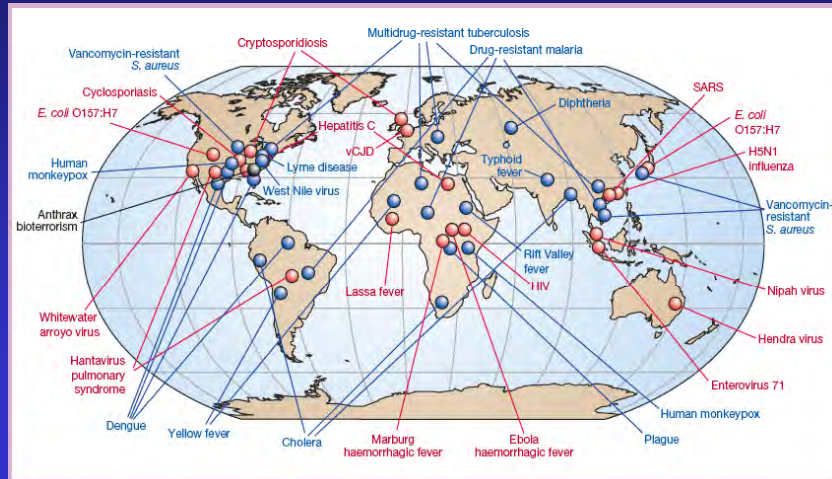 Multidrug-resistant tuberculosis
Cryptosporidiosis
Drug-resistant malaria
Vancomycin-resistant
S. aureus
Cyclosporiasis
E. coli O157:H7
Hepatitis C
vCJD
Diphtheria
SARS
E. coli
O157:H7
H5N1
influenza
Human
monkeypox
Lyme disease
West Nile virus
Typhoid
fever
Anthrax
bioterrorism
Vancomycin-
resistant
S. aureus
Rift Valley
fever
HIV
Lassa fever
Nipah virus
Whitewater
arroyo virus
Hendra virus
Hantavirus
pulmonary
syndrome
Enterovirus 71
Dengue
Yellow fever
Cholera
Marburg
haemorrhagic fever
Ebola
haemorrhagic fever
Human monkeypox
Plague